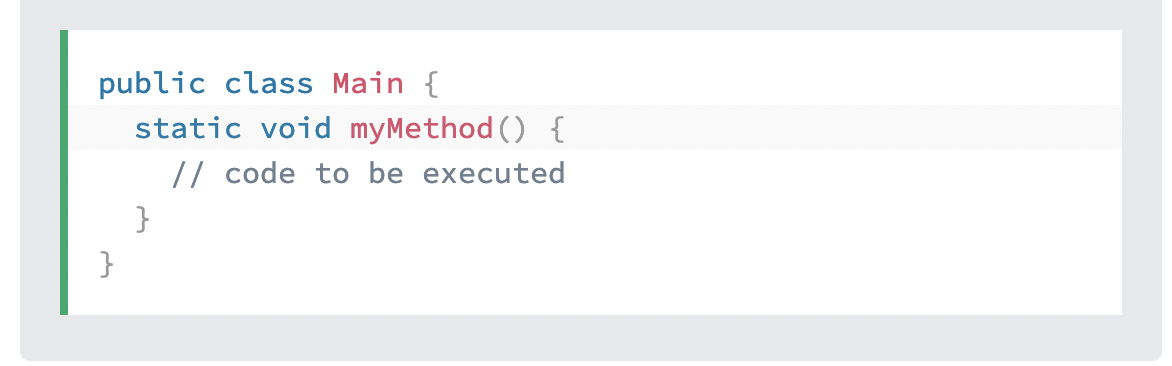 public class Main {
  static void myMethod() {
    // code to be executed
  }
}